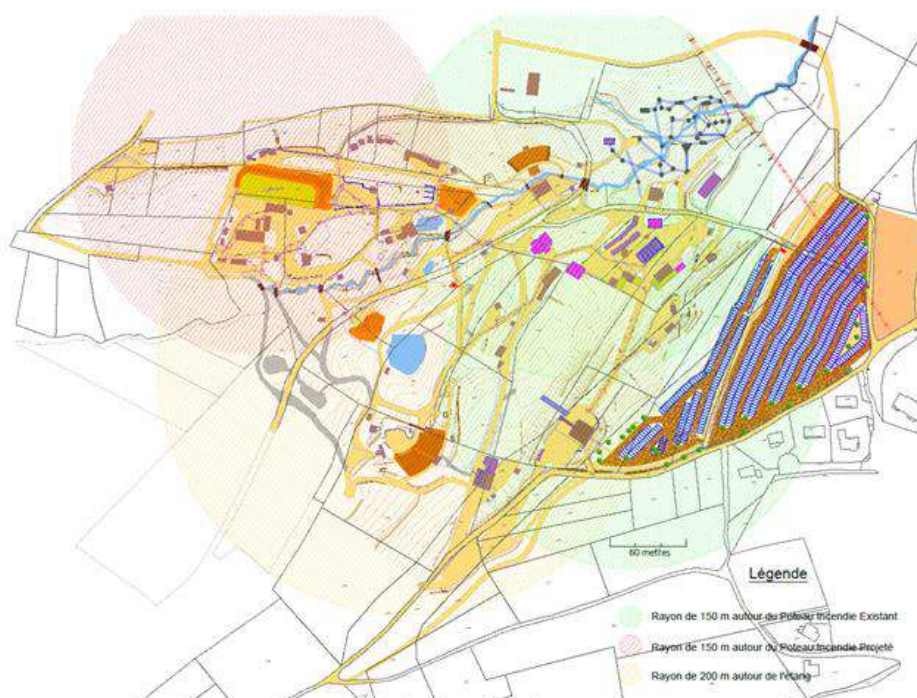 60 metres
Légende
Rayon de 150 m autour du Poteau Incendie Existant
Rayon de 150 m autour du Poteau Incendie Projeté
Rayon de 200 m autour de l'étang